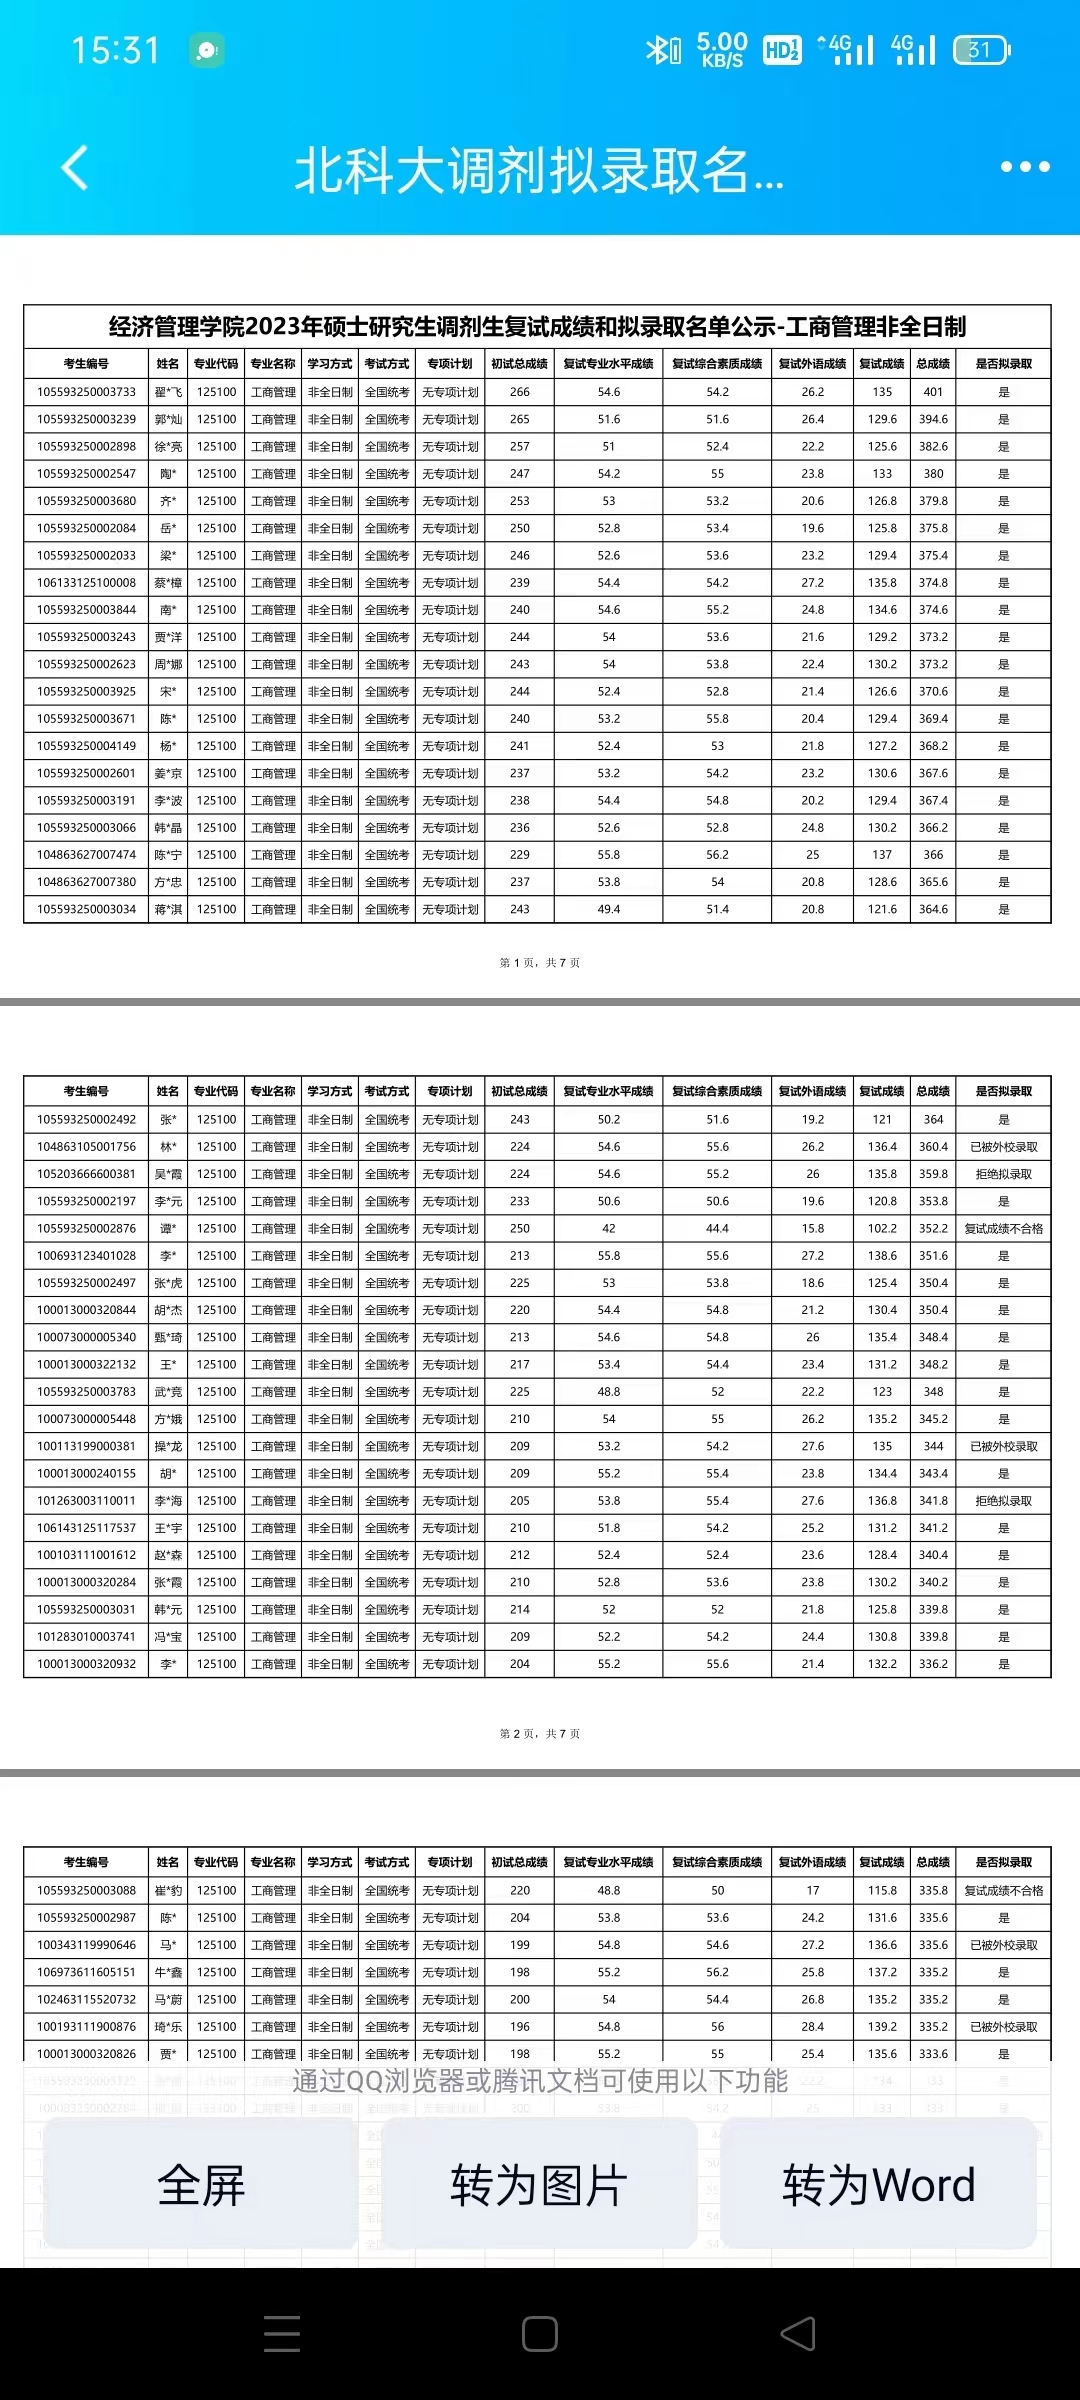 15:31
5.00 KB/S HD 1 2 4G 4G 31
北科大调剂拟录取名...
经济管理学院2023年硕士研究生调剂生复试成绩和拟录取名单公示-工商管理非全日制
考生编号 姓名 专业代码 专业名称 学习方式 考试方式 专项计划 初试总成绩 复试专业水平成绩 复试综合素质成绩 复试外语成绩 复试成绩 总成绩 是否拟录取
105593250003733 翟*飞 125100 工商管理 非全日制 全国统考 无专项计划 266 54.6 54.2 26.2 135 401 是
105593250003239 郭*灿 125100 工商管理 非全日制 全国统考 无专项计划 265 51.6 51.6 26.4 129.6 394.6 是
105593250002898 徐*亮 125100 工商管理 非全日制 全国统考 无专项计划 257 51 52.4 22.2 125.6 382.6 是
105593250002547 陶* 125100 工商管理 非全日制 全国统考 无专项计划 247 54.2 55 23.8 133 380 是
105593250003680 齐* 125100 工商管理 非全日制 全国统考 无专项计划 253 53 53.2 20.6 126.8 379.8 是
105593250002084 岳* 125100 工商管理 非全日制 全国统考 无专项计划 250 52.8 53.4 19.6 125.8 375.8 是
105593250002033 梁* 125100 工商管理 非全日制 全国统考 无专项计划 246 52.6 53.6 23.2 129.4 375.4 是
106133125100008 蔡*樟 125100 工商管理 非全日制 全国统考 无专项计划 239 54.4 54.2 27.2 135.8 374.8 是
105593250003844 南* 125100 工商管理 非全日制 全国统考 无专项计划 240 54.6 55.2 24.8 134.6 374.6 是
105593250003243 贾*洋 125100 工商管理 非全日制 全国统考 无专项计划 244 54 53.6 21.6 129.2 373.2 是
105593250002623 周*娜 125100 工商管理 非全日制 全国统考 无专项计划 243 54 53.8 22.4 130.2 373.2 是
105593250003925 宋* 125100 工商管理 非全日制 全国统考 无专项计划 244 52.4 52.8 21.4 126.6 370.6 是
105593250003671 陈* 125100 工商管理 非全日制 全国统考 无专项计划 240 53.2 55.8 20.4 129.4 369.4 是
105593250004149 杨* 125100 工商管理 非全日制 全国统考 无专项计划 241 52.4 53 21.8 127.2 368.2 是
105593250002601 姜*京 125100 工商管理 非全日制 全国统考 无专项计划 237 53.2 54.2 23.2 130.6 367.6 是
105593250003191 李*波 125100 工商管理 非全日制 全国统考 无专项计划 238 54.4 54.8 20.2 129.4 367.4 是
105593250003066 韩*晶 125100 工商管理 非全日制 全国统考 无专项计划 236 52.6 52.8 24.8 130.2 366.2 是
104863627007474 陈*宁 125100 工商管理 非全日制 全国统考 无专项计划 229 55.8 56.2 25 137 366 是
104863627007380 方*忠 125100 工商管理 非全日制 全国统考 无专项计划 237 53.8 54 20.8 128.6 365.6 是
105593250003034 蒋*淇 125100 工商管理 非全日制 全国统考 无专项计划 243 49.4 51.4 20.8 121.6 364.6 是
第 1 页，共 7 页
考生编号 姓名 专业代码 专业名称 学习方式 考试方式 专项计划 初试总成绩 复试专业水平成绩 复试综合素质成绩 复试外语成绩 复试成绩 总成绩 是否拟录取
105593250002492 张* 125100 工商管理 非全日制 全国统考 无专项计划 243 50.2 51.6 19.2 121 364 是
104863105001756 林* 125100 工商管理 非全日制 全国统考 无专项计划 224 54.6 55.6 26.2 136.4 360.4 已被外校录取
105203666600381 吴*霞 125100 工商管理 非全日制 全国统考 无专项计划 224 54.6 55.2 26 135.8 359.8 拒绝拟录取
105593250002197 李*元 125100 工商管理 非全日制 全国统考 无专项计划 233 50.6 50.6 19.6 120.8 353.8 是
105593250002876 谭* 125100 工商管理 非全日制 全国统考 无专项计划 250 42 44.4 15.8 102.2 352.2 复试成绩不合格
100693123401028 李* 125100 工商管理 非全日制 全国统考 无专项计划 213 55.8 55.6 27.2 138.6 351.6 是
105593250002497 张*虎 125100 工商管理 非全日制 全国统考 无专项计划 225 53 53.8 18.6 125.4 350.4 是
100013000320844 胡*杰 125100 工商管理 非全日制 全国统考 无专项计划 220 54.4 54.8 21.2 130.4 350.4 是
100073000005340 甄*琦 125100 工商管理 非全日制 全国统考 无专项计划 213 54.6 54.8 26 135.4 348.4 是
100013000322132 王* 125100 工商管理 非全日制 全国统考 无专项计划 217 53.4 54.4 23.4 131.2 348.2 是
105593250003783 武*竞 125100 工商管理 非全日制 全国统考 无专项计划 225 48.8 52 22.2 123 348 是
100073000005448 方*娥 125100 工商管理 非全日制 全国统考 无专项计划 210 54 55 26.2 135.2 345.2 是
100113199000381 操*龙 125100 工商管理 非全日制 全国统考 无专项计划 209 53.2 54.2 27.6 135 344 已被外校录取
100013000240155 胡* 125100 工商管理 非全日制 全国统考 无专项计划 209 55.2 55.4 23.8 134.4 343.4 是
101263003110011 李*海 125100 工商管理 非全日制 全国统考 无专项计划 205 53.8 55.4 27.6 136.8 341.8 拒绝拟录取
106143125117537 王*宇 125100 工商管理 非全日制 全国统考 无专项计划 210 51.8 54.2 25.2 131.2 341.2 是
100103111001612 赵*森 125100 工商管理 非全日制 全国统考 无专项计划 212 52.4 52.4 23.6 128.4 340.4 是
100013000320284 张*霞 125100 工商管理 非全日制 全国统考 无专项计划 210 52.8 53.6 23.8 130.2 340.2 是
105593250003031 韩*元 125100 工商管理 非全日制 全国统考 无专项计划 214 52 52 21.8 125.8 339.8 是
101283010003741 冯*宝 125100 工商管理 非全日制 全国统考 无专项计划 209 52.2 54.2 24.4 130.8 339.8 是
100013000320932 李* 125100 工商管理 非全日制 全国统考 无专项计划 204 55.2 55.6 21.4 132.2 336.2 是
第 2 页，共 7 页
考生编号 姓名 专业代码 专业名称 学习方式 考试方式 专项计划 初试总成绩 复试专业水平成绩 复试综合素质成绩 复试外语成绩 复试成绩 总成绩 是否拟录取
105593250003088 崔*豹 125100 工商管理 非全日制 全国统考 无专项计划 220 48.8 50 17 115.8 335.8 复试成绩不合格
105593250002987 陈* 125100 工商管理 非全日制 全国统考 无专项计划 204 53.8 53.6 24.2 131.6 335.6 是
100343119990646 马* 125100 工商管理 非全日制 全国统考 无专项计划 199 54.8 54.6 27.2 136.6 335.6 已被外校录取
106973611605151 牛*鑫 125100 工商管理 非全日制 全国统考 无专项计划 198 55.2 56.2 25.8 137.2 335.2 是
102463115520732 马*蔚 125100 工商管理 非全日制 全国统考 无专项计划 200 54 54.4 26.8 135.2 335.2 是
100193111900876 琦*乐 125100 工商管理 非全日制 全国统考 无专项计划 196 54.8 56 28.4 139.2 335.2 已被外校录取
100013000320826 贾* 125100 工商管理 非全日制 全国统考 无专项计划 198 55.2 55 25.4 135.6 333.6 是
通过QQ浏览器或腾讯文档可使用以下功能
全屏 转为图片 转为Word